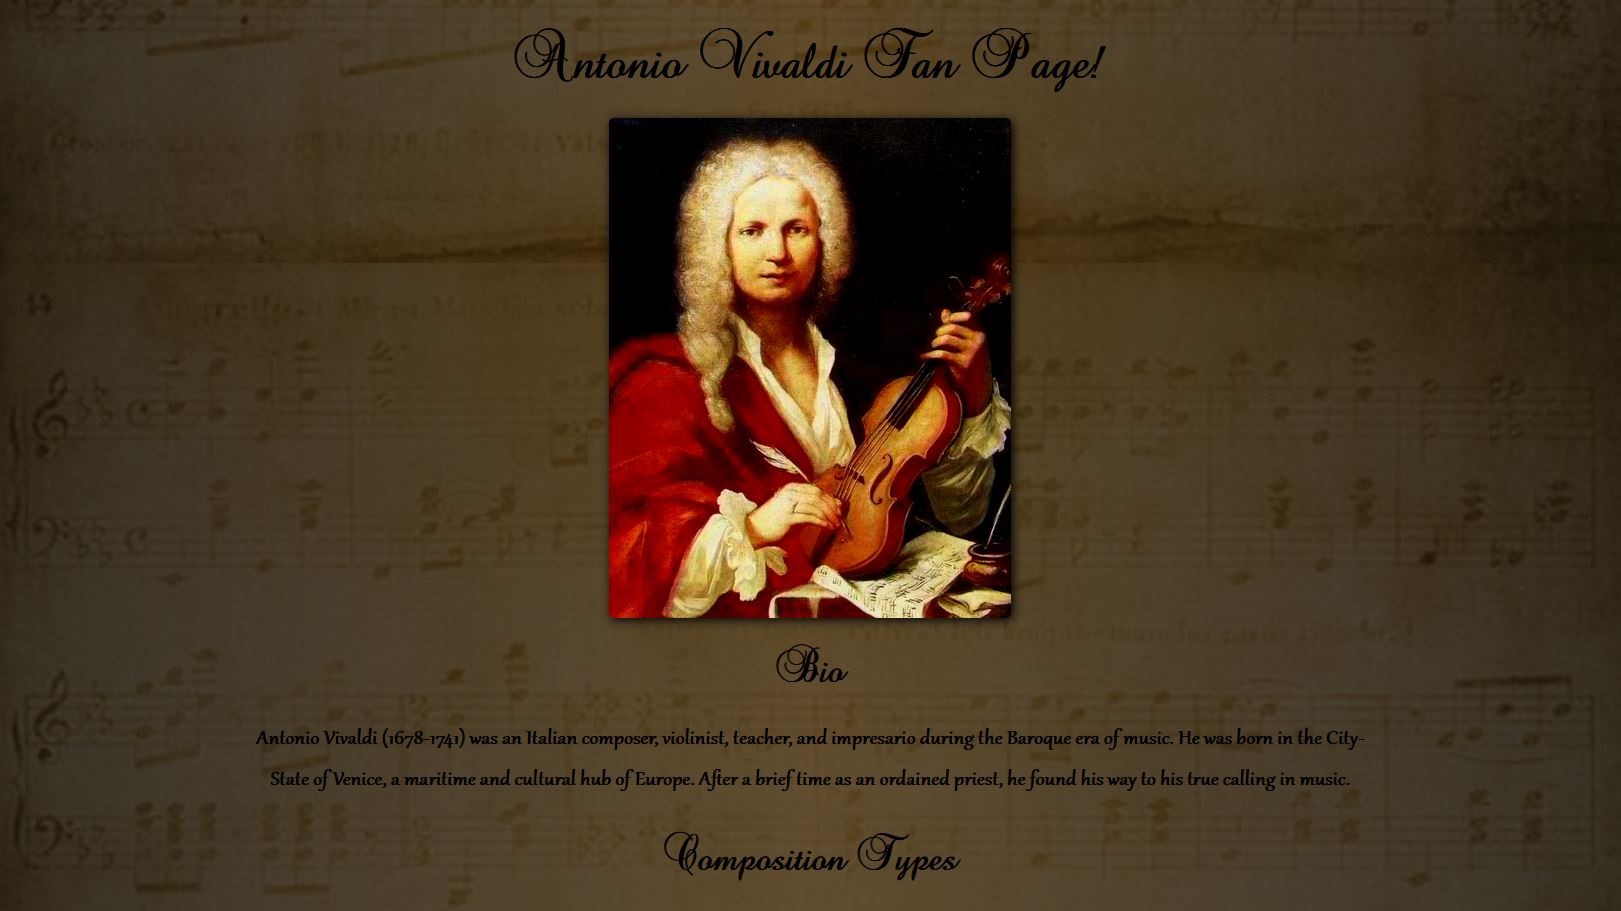 Antonio Vivaldi Fan Page!
Bio
Antonio Vivaldi (1678-1741) was an Italian composer, violinist, teacher, and impresario during the Baroque era of music. He was born in the City-
State of Venice, a maritime and cultural hub of Europe. After a brief time as an ordained priest, he found his way to his true calling in music.
Composition Types